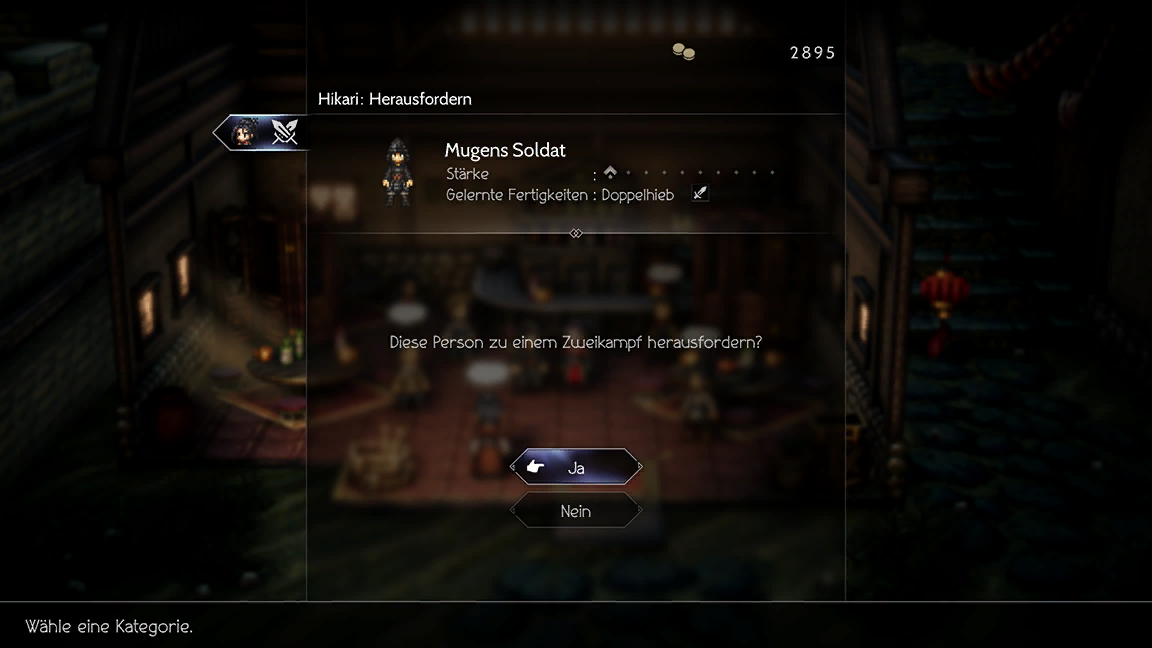 2895
Hikari: Herausfordern
Mugens Soldat
Stärke :
Gelernte Fertigkeiten : Doppelhieb
Diese Person zu einem Zweikampf herausfordern?
Ja
Nein
Wähle eine Kategorie.